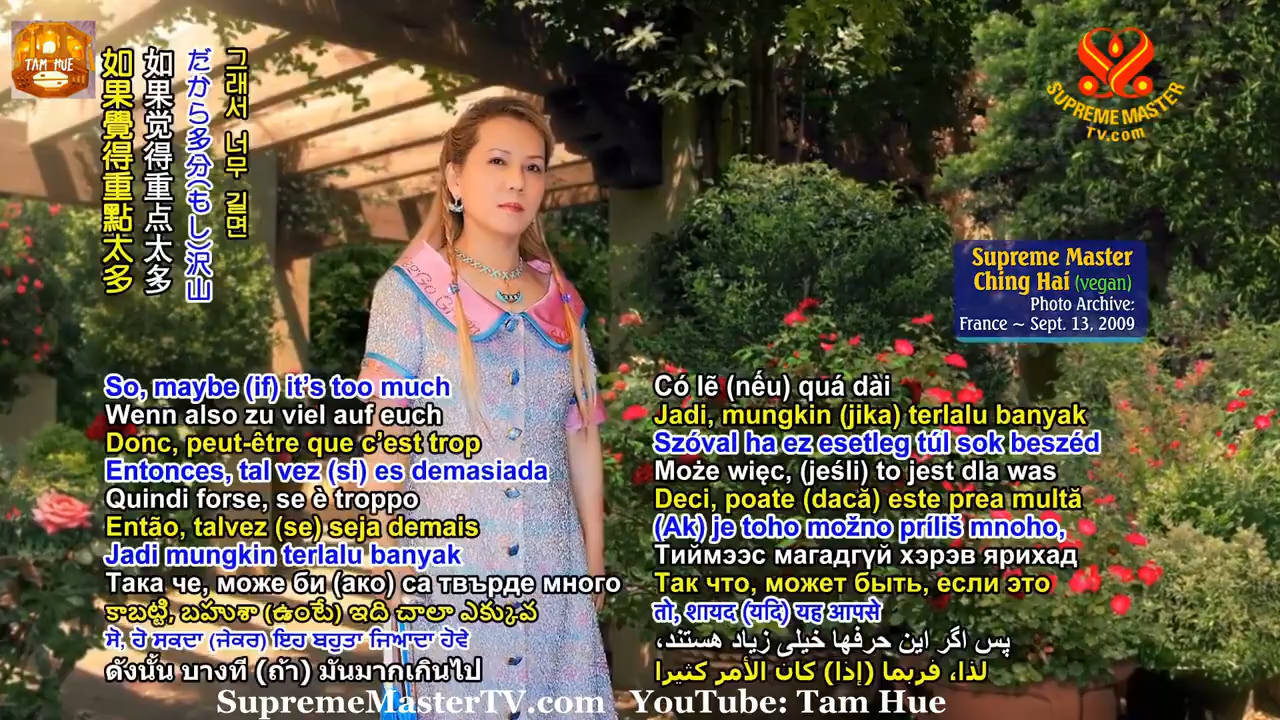 TAM HUE
如果覺得重點太多
如果觉得重点太多
だから多分(もし)沢山
그래서 너무 길면
SUPREME MASTER
TV.com
Supreme Master
Ching Hai (vegan)
Photo Archive:
France ~ Sept. 13, 2009
So, maybe (if) it's too much
Wenn also zu viel auf euch
Donc, peut-être que c'est trop
Entonces, tal vez (si) es demasiada
Quindi forse, se è troppo
Então, talvez (se) seja demais
Jadi mungkin terlalu banyak
Така че, може би (ако) са твърде много
కాబట్టి, బహుశా (ఉంటే) ఇది చాలా ఎక్కువ
ਸੋ, ਹੋ ਸਕਦਾ (ਜੇਕਰ) ਇਹ ਬਹੁਤਾ ਜਿਆਦਾ ਹੋਵੇ
ดังนั้น บางที (ถ้า) มันมากเกินไป
Có lẽ (nếu) quá dài
Jadi, mungkin (jika) terlalu banyak
Szóval ha ez esetleg túl sok beszéd
Może więc, (jeśli) to jest dla was
Deci, poate (dacă) este prea multă
(Ak) je toho možno príliš mnoho,
Тиймээс магадгүй хэрэв ярихад
Так что, может быть, если это
तो, शायद (यदि) यह आपसे
پس اگر این حرفها خیلی زیاد هستند،
لذا، فربما (إذا) كان الأمر كثيرا
SupremeMasterTV.com YouTube: Tam Hue